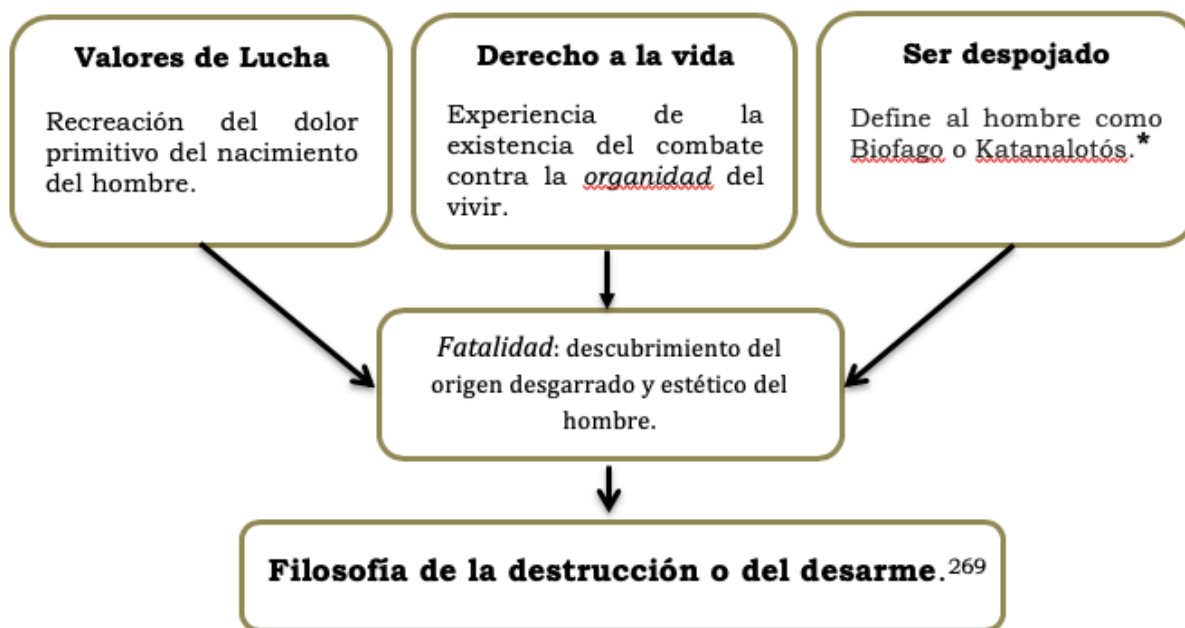 Valores de Lucha
Recreación del dolor
primitivo del nacimiento
del hombre.
Derecho a la vida
Experiencia de la
existencia del combate
contra la organidad del
vivir.
Ser despojado
Define al hombre como
Biofago o Katanalotós.*
Fatalidad: descubrimiento del
origen desgarrado y estético del
hombre.
Filosofía de la destrucción o del desarme.269